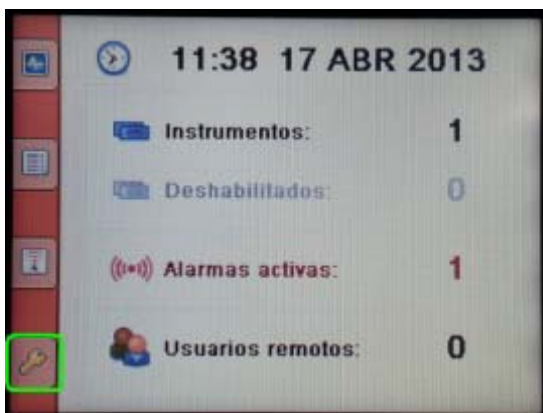 11:38 17 ABR 2013
Instrumentos: 1
Deshabilitados: 0
Alarmas activas: 1
Usuarios remotos: 0